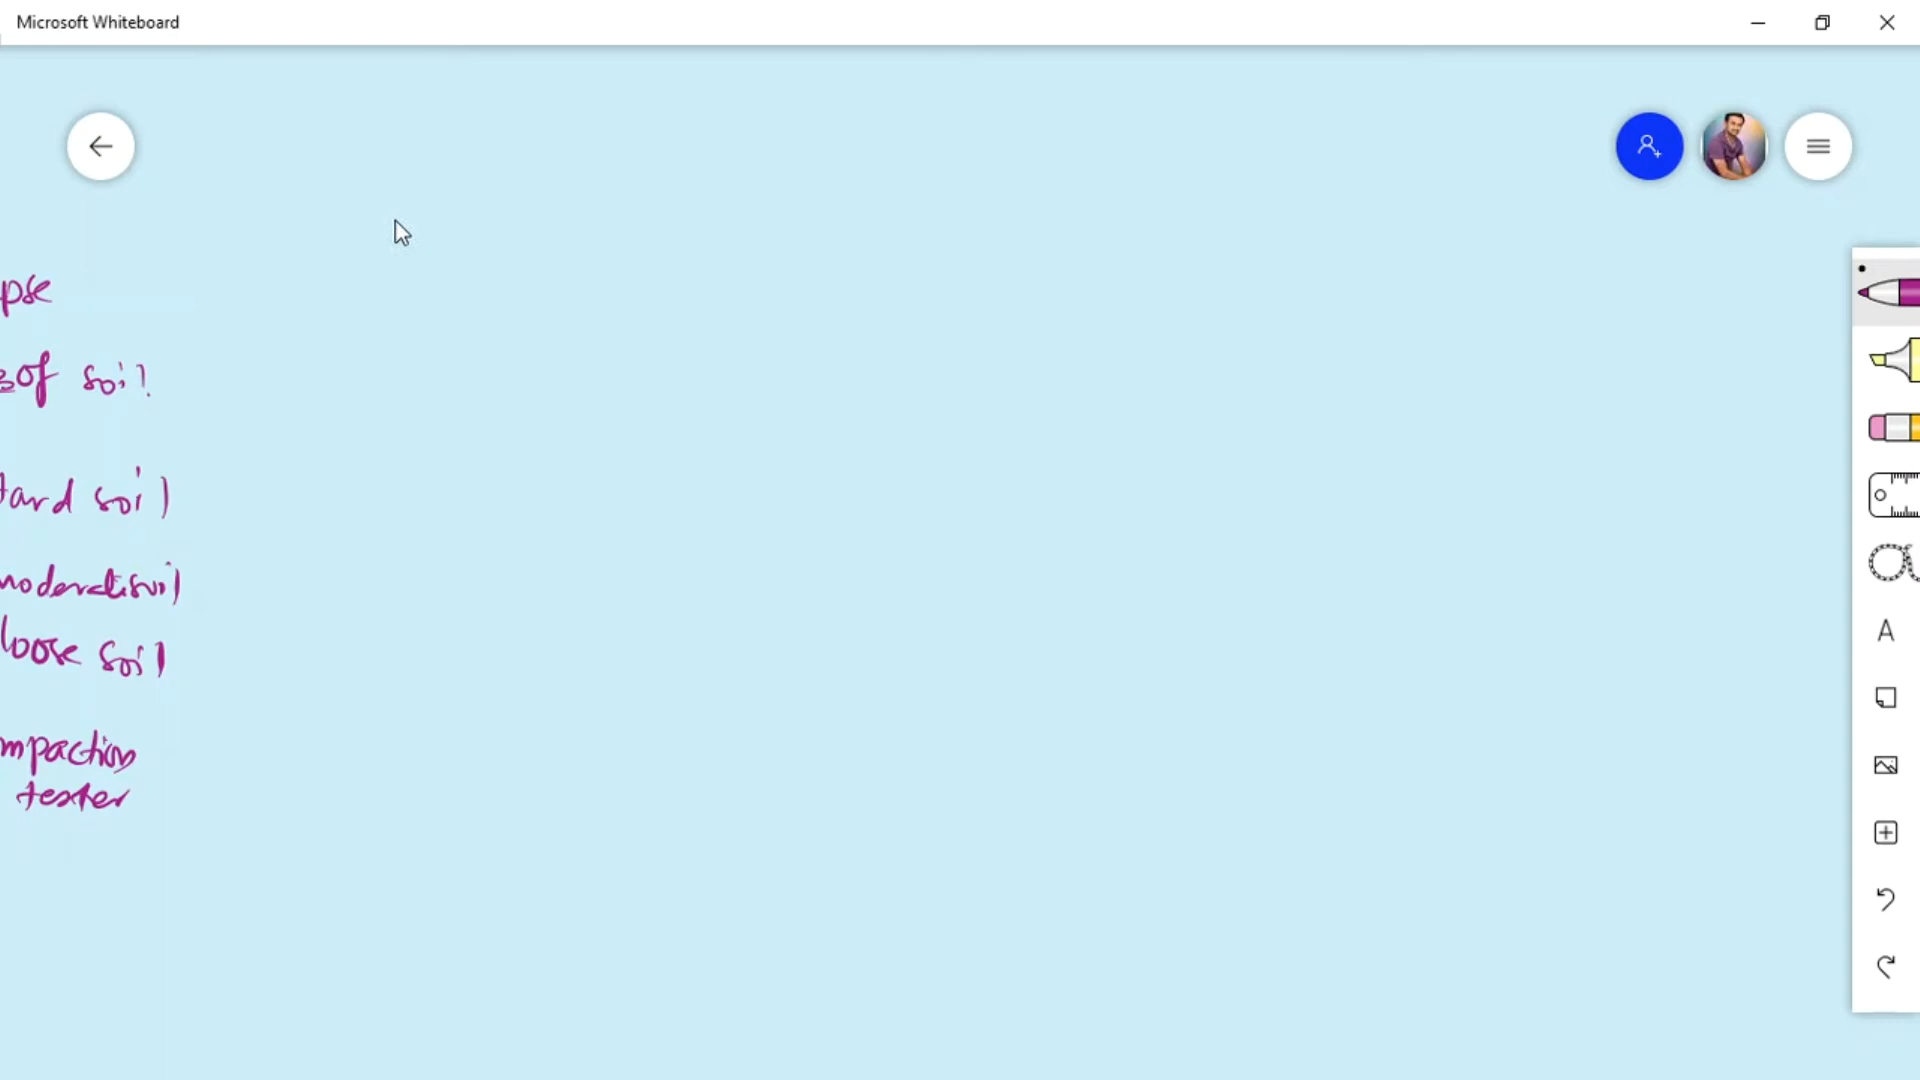 Microsoft Whiteboard
pse
of soil
ard soil
moderate soil
loose soil
mpaction
tester
A